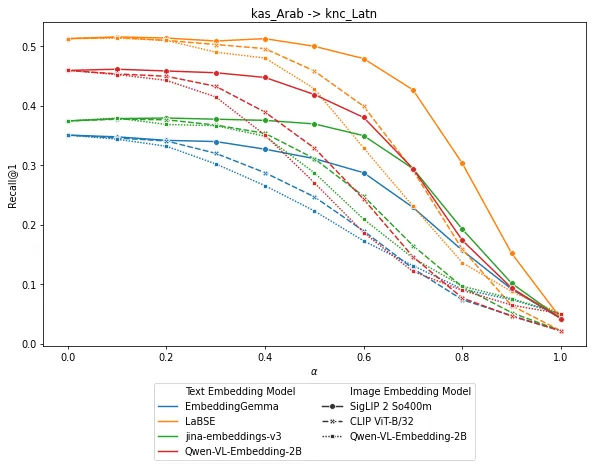 kas_Arab -> knc_Latn
Recall@1
0.5
0.4
0.3
0.2
0.1
0.0
0.0 0.2 0.4 0.6 0.8 1.0
α
Text Embedding Model Image Embedding Model
EmbeddingGemma SigLIP 2 So400m
LaBSE CLIP ViT-B/32
jina-embeddings-v3 Qwen-VL-Embedding-2B
Qwen-VL-Embedding-2B